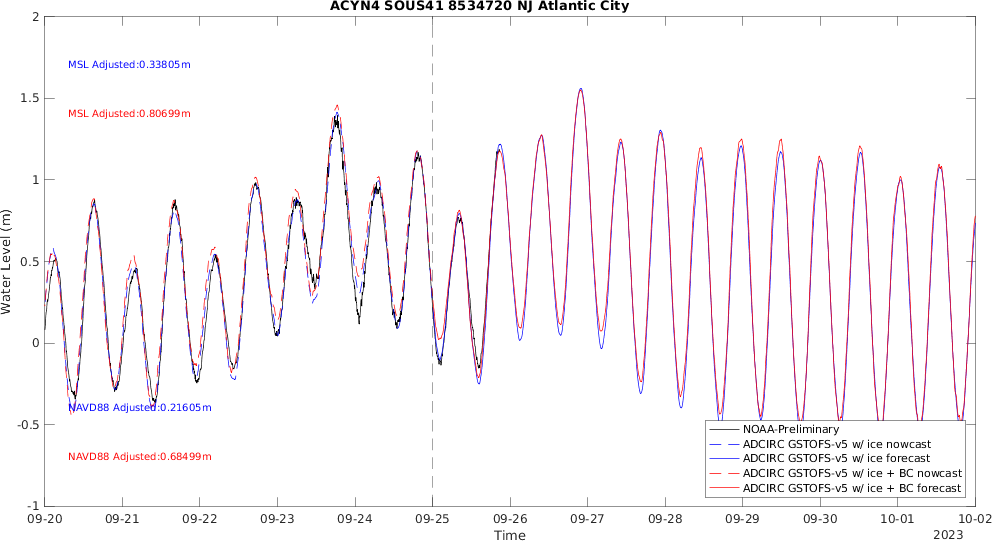 ACYN4 SOUS41 8534720 NJ Atlantic City
2
1.5
1
0.5
0
-0.5
-1
Water Level (m)
MSL Adjusted:0.33805m
MSL Adjusted:0.80699m
NAVD88 Adjusted:0.21605m
NAVD88 Adjusted:0.68499m
NOAA-Preliminary
ADCIRC GSTOFS-v5 w/ ice nowcast
ADCIRC GSTOFS-v5 w/ ice forecast
ADCIRC GSTOFS-v5 w/ ice + BC nowcast
ADCIRC GSTOFS-v5 w/ ice + BC forecast
09-20 09-21 09-22 09-23 09-24 09-25 09-26 09-27 09-28 09-29 09-30 10-01 10-02
Time
2023